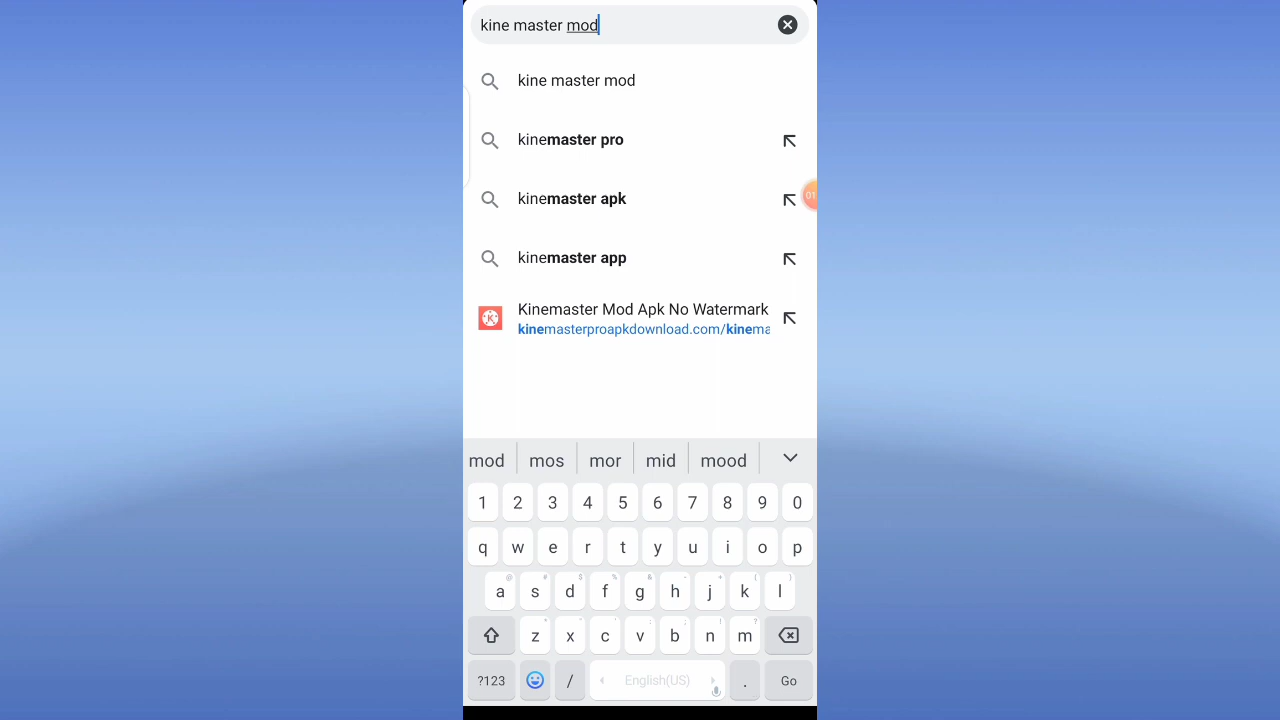 kine master mod
kine master mod
kinemaster pro
kinemaster apk
01
kinemaster app
Kinemaster Mod Apk No Watermark
kinemasterproapkdownload.com/kinema
mod mos mor mid mood
1 2 3 4 5 6 7 8 9 0
q w e r t y u i o p
a s d f g h j k l
z x c v b n m
?123 / English(US) . Go